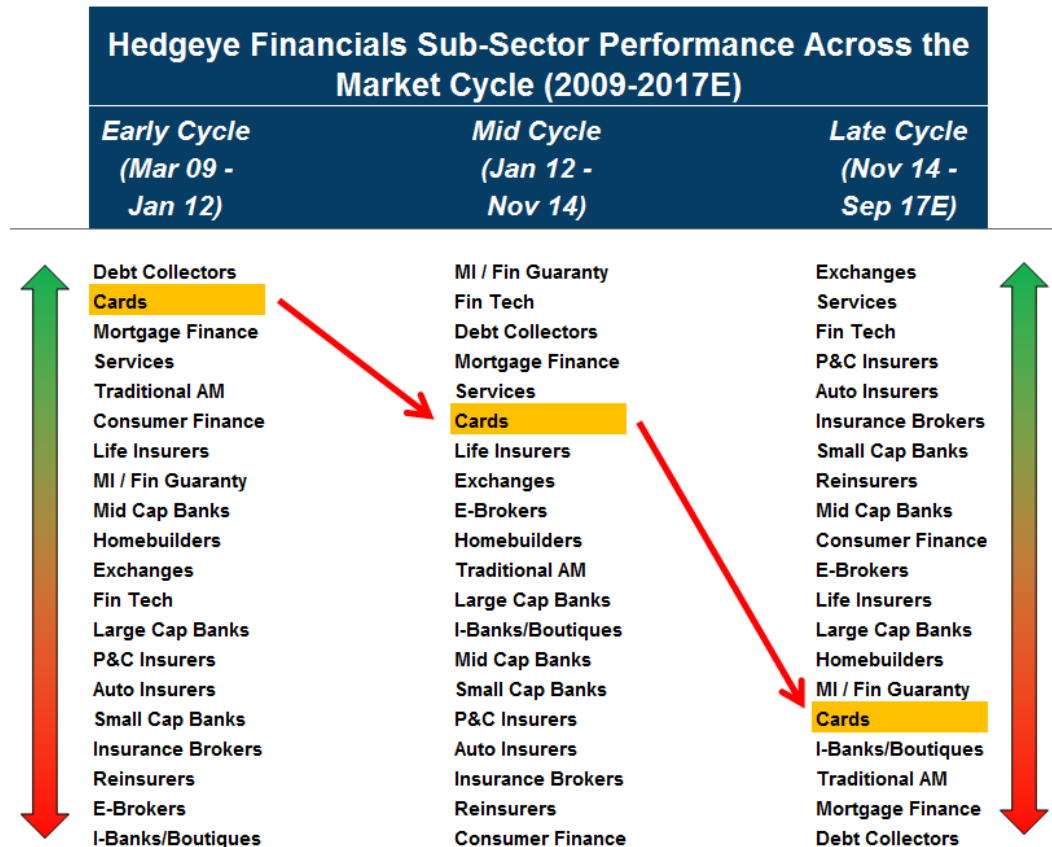 Hedgeye Financials Sub-Sector Performance Across the
Market Cycle (2009-2017E)
Early Cycle
(Mar 09 -
Jan 12)
Mid Cycle
(Jan 12 -
Nov 14)
Late Cycle
(Nov 14 -
Sep 17E)
Debt Collectors
Cards
Mortgage Finance
Services
Traditional AM
Consumer Finance
Life Insurers
MI / Fin Guaranty
Mid Cap Banks
Homebuilders
Exchanges
Fin Tech
Large Cap Banks
P&C Insurers
Auto Insurers
Small Cap Banks
Insurance Brokers
Reinsurers
E-Brokers
I-Banks/Boutiques
MI / Fin Guaranty
Fin Tech
Debt Collectors
Mortgage Finance
Services
Cards
Life Insurers
Exchanges
E-Brokers
Homebuilders
Traditional AM
Large Cap Banks
I-Banks/Boutiques
Mid Cap Banks
Small Cap Banks
P&C Insurers
Auto Insurers
Insurance Brokers
Reinsurers
Consumer Finance
Exchanges
Services
Fin Tech
P&C Insurers
Auto Insurers
Insurance Brokers
Small Cap Banks
Reinsurers
Mid Cap Banks
Consumer Finance
E-Brokers
Life Insurers
Large Cap Banks
Homebuilders
MI / Fin Guaranty
Cards
I-Banks/Boutiques
Traditional AM
Mortgage Finance
Debt Collectors